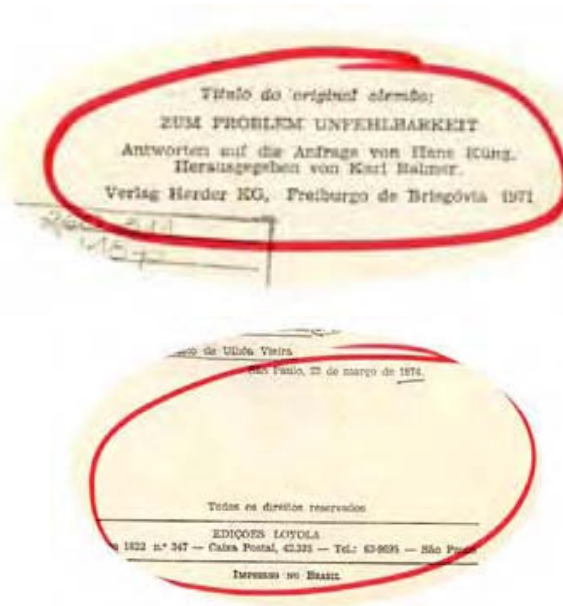 Título do original alemão:
ZUM PROBLEM UNFEHLBARKEIT
Antworten auf die Anfrage von Hans Küng.
Herausgegeben von Karl Rahner.
Verlag Herder KG, Freiburgo de Brisgóvia 1971
de Ulhôa Vieira
São Paulo, 22 de março de 1974.
Todos os direitos reservados
EDIÇÕES LOYOLA
1822 n.º 347 — Caixa Postal, 42.335 — Tel.: 63-9695 — São Paulo
IMPRESSO NO BRASIL